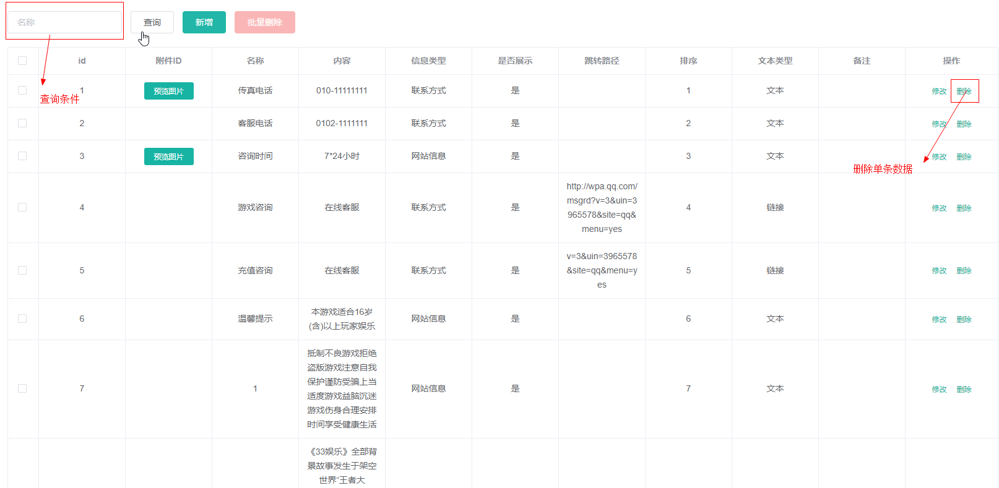 名称 查询 新增 批量删除
id 附件ID 名称 内容 信息类型 是否展示 跳转路径 排序 文本类型 备注 操作
1 预览图片 传真电话 010-11111111 联系方式 是 1 文本 修改 删除
查询条件
2 客服电话 0102-1111111 联系方式 是 2 文本 修改 删除
3 预览图片 咨询时间 7*24小时 网站信息 是 3 文本 修改 删除
删除单条数据
http://wpa.qq.com/
msgrd?v=3&uin=3
4 游戏咨询 在线客服 联系方式 是 4 链接 修改 删除
965578&site=qq&
menu=yes
v=3&uin=3965578
5 充值咨询 在线客服 联系方式 是 &site=qq&menu=y 5 链接 修改 删除
es
本游戏适合16岁
6 温馨提示 网站信息 是 6 文本 修改 删除
(含)以上玩家娱乐
抵制不良游戏拒绝
盗版游戏注意自我
保护谨防受骗上当
7 1 网站信息 是 7 文本 修改 删除
适度游戏益脑沉迷
游戏伤身合理安排
时间享受健康生活
《33娱乐》全部背
景故事发生于架空
世界“王者大